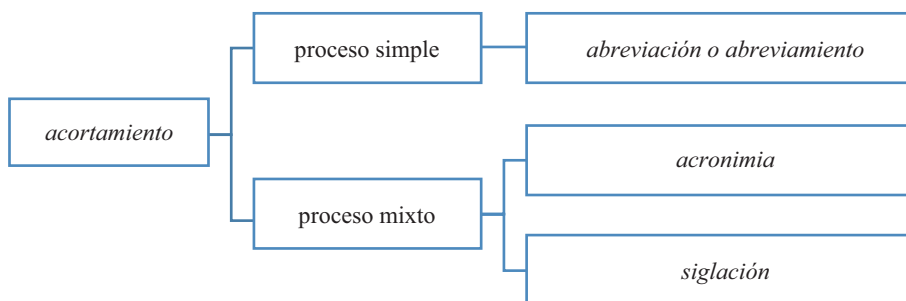 proceso simple
abreviación o abreviamiento
acortamiento
acronimia
proceso mixto
siglación